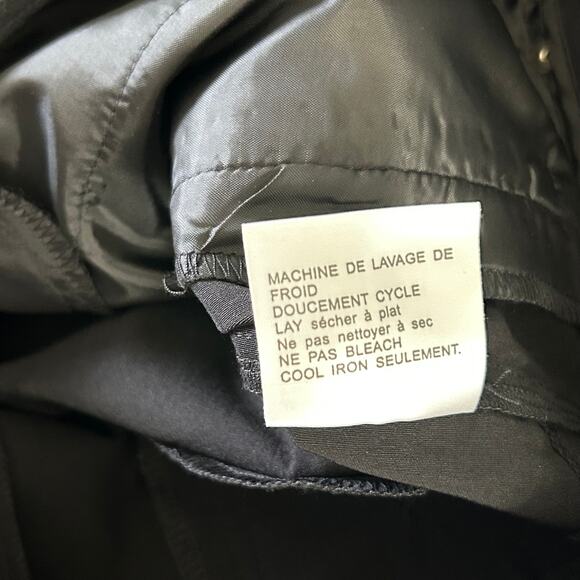 MACHINE DE LAVAGE DE
FROID
DOUCEMENT CYCLE
LAY sécher à plat
Ne pas nettoyer à sec
NE PAS BLEACH
COOL IRON SEULEMENT.